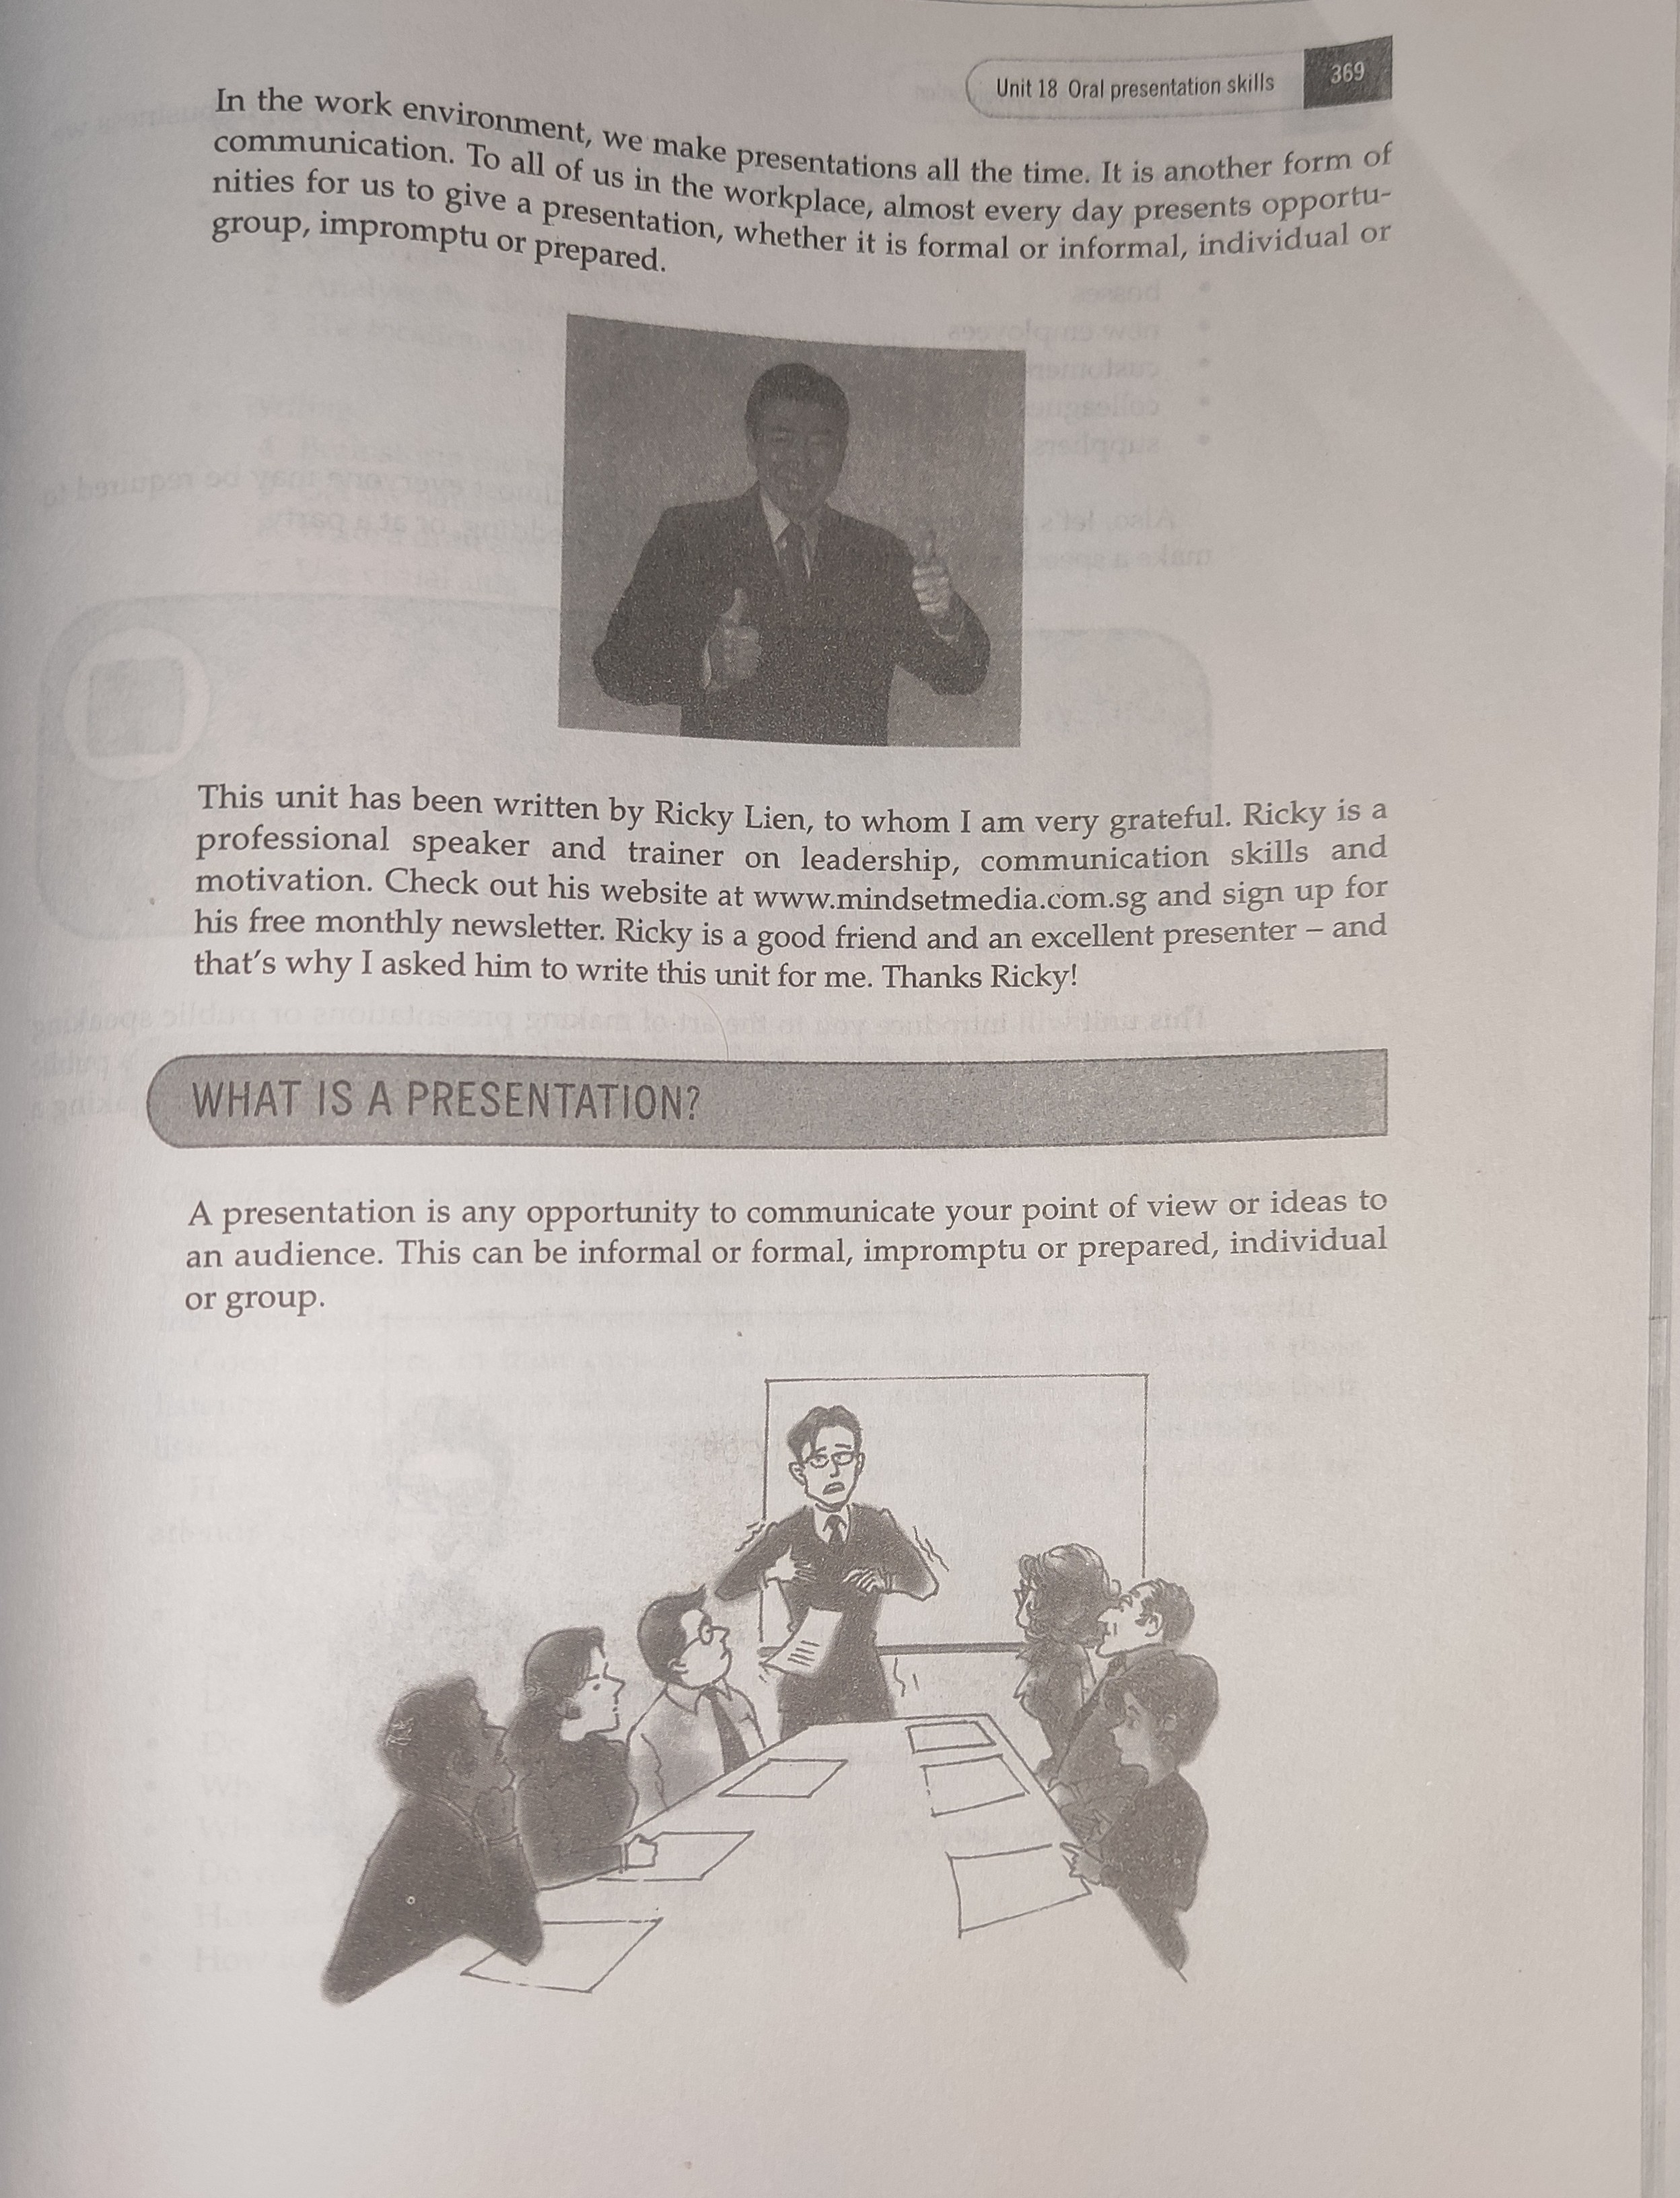 Unit 18 Oral presentation skills 369
In the work environment, we make presentations all the time. It is another form of
communication. To all of us in the workplace, almost every day presents opportu-
nities for us to give a presentation, whether it is formal or informal, individual or
group, impromptu or prepared.
This unit has been written by Ricky Lien, to whom I am very grateful. Ricky is a
professional speaker and trainer on leadership, communication skills and
motivation. Check out his website at www.mindsetmedia.com.sg and sign up for
his free monthly newsletter. Ricky is a good friend and an excellent presenter – and
that's why I asked him to write this unit for me. Thanks Ricky!
WHAT IS A PRESENTATION?
A presentation is any opportunity to communicate your point of view or ideas to
an audience. This can be informal or formal, impromptu or prepared, individual
or group.